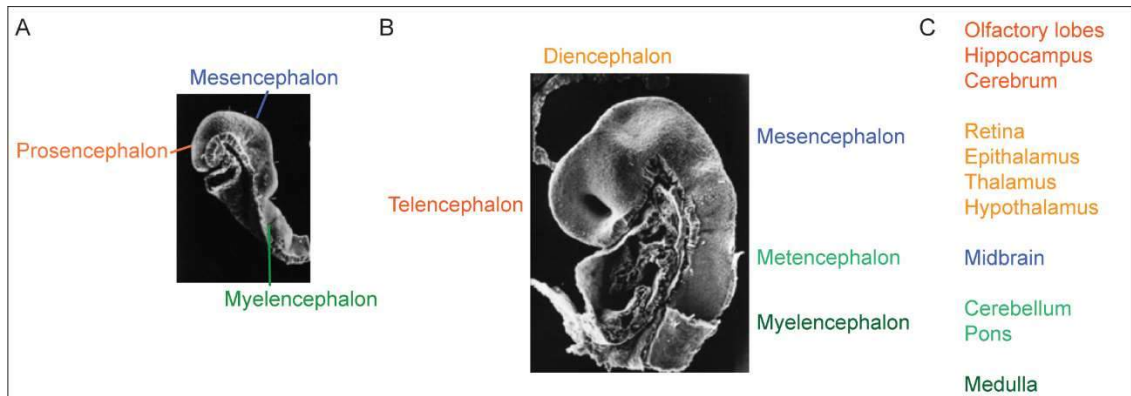 A
Mesencephalon
Prosencephalon
Myelencephalon
B
Diencephalon
Mesencephalon
Telencephalon
Metencephalon
Myelencephalon
C
Olfactory lobes
Hippocampus
Cerebrum
Retina
Epithalamus
Thalamus
Hypothalamus
Midbrain
Cerebellum
Pons
Medulla